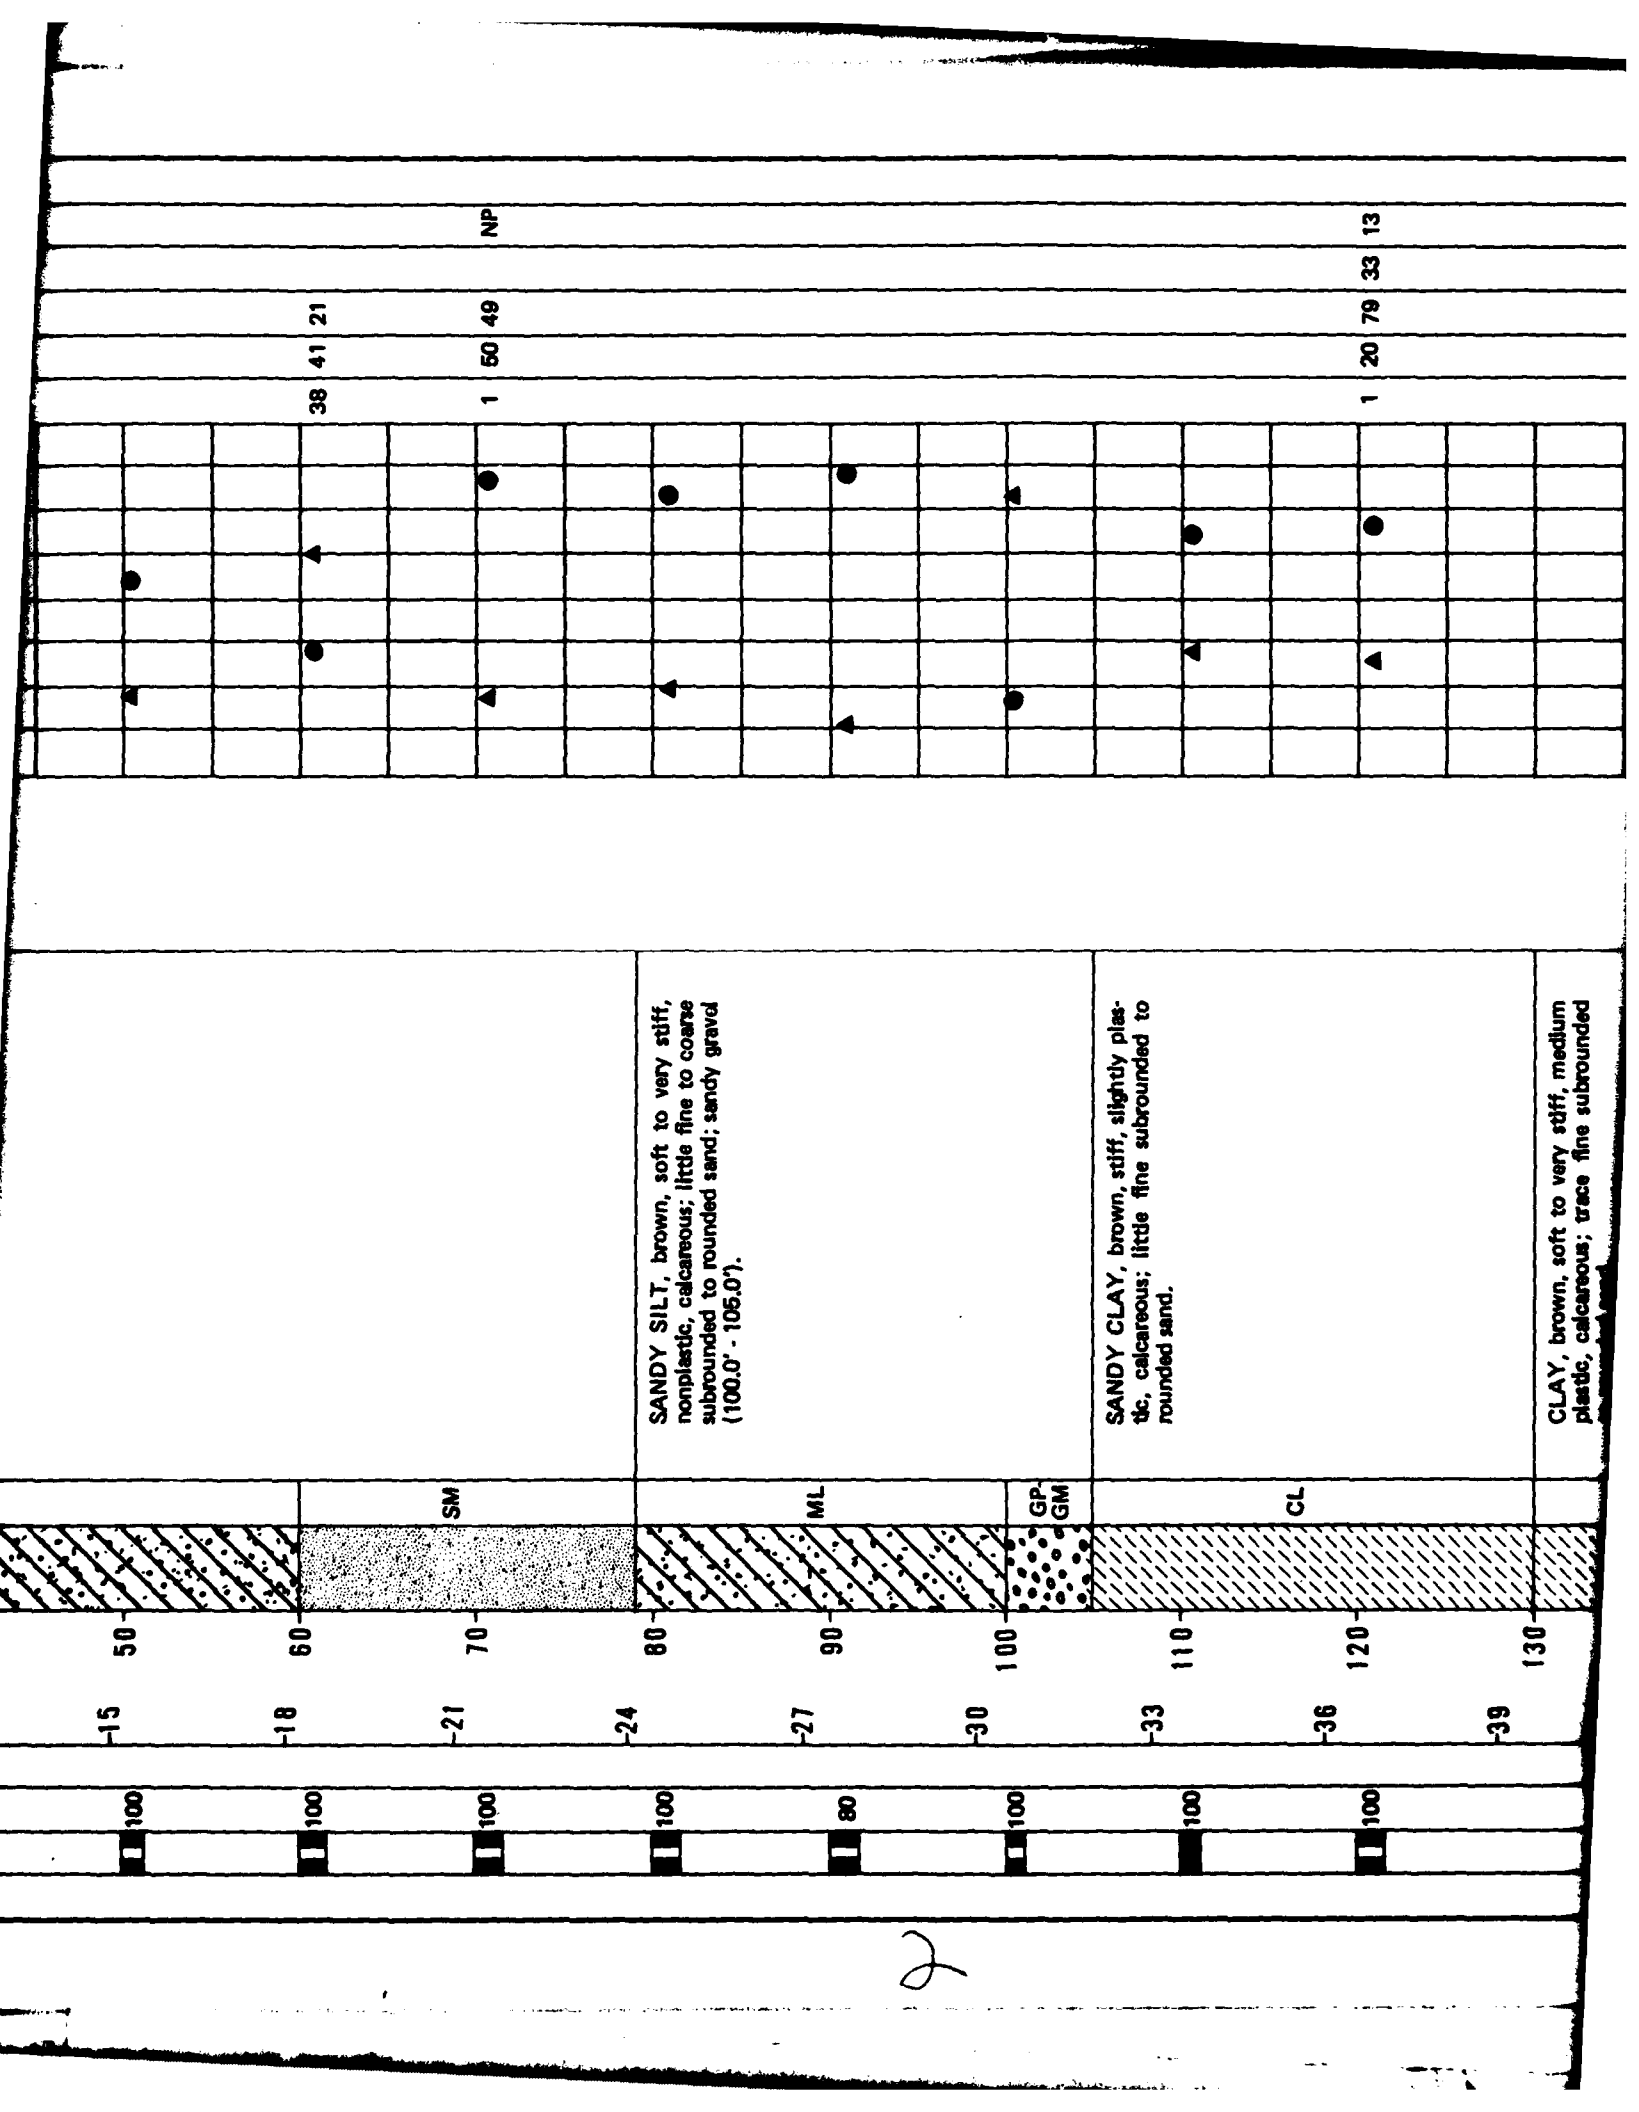 NP
13
33
38 41 21
1 50 49
1 20 79
SANDY SILT, brown, soft to very stiff,
nonplastic, calcareous; little fine to coarse
subrounded to rounded sand; sandy gravel
(100.0' - 105.0').
SANDY CLAY, brown, stiff, slightly plas-
tic, calcareous; little fine subrounded to
rounded sand.
CLAY, brown, soft to very stiff, medium
plastic, calcareous; trace fine subrounded
SM
ML
GP-
GM
CL
50
60
70
80
90
100
110
120
130
-15
-18
-21
-24
-27
-30
-33
-36
-39
100
100
100
100
80
100
100
100
2